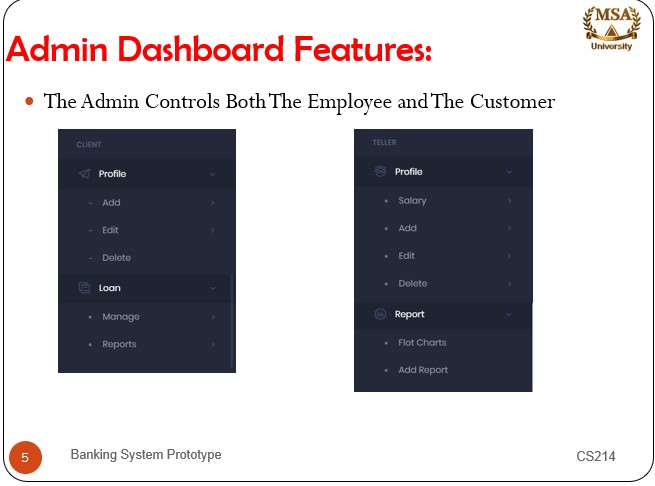 MSA
University
Admin Dashboard Features:
The Admin Controls Both The Employee and The Customer
CLIENT
Profile
Add
Edit
Delete
Loan
Manage
Reports
TELLER
Profile
Salary
Add
Edit
Delete
Report
Flot Charts
Add Report
5
Banking System Prototype
CS214